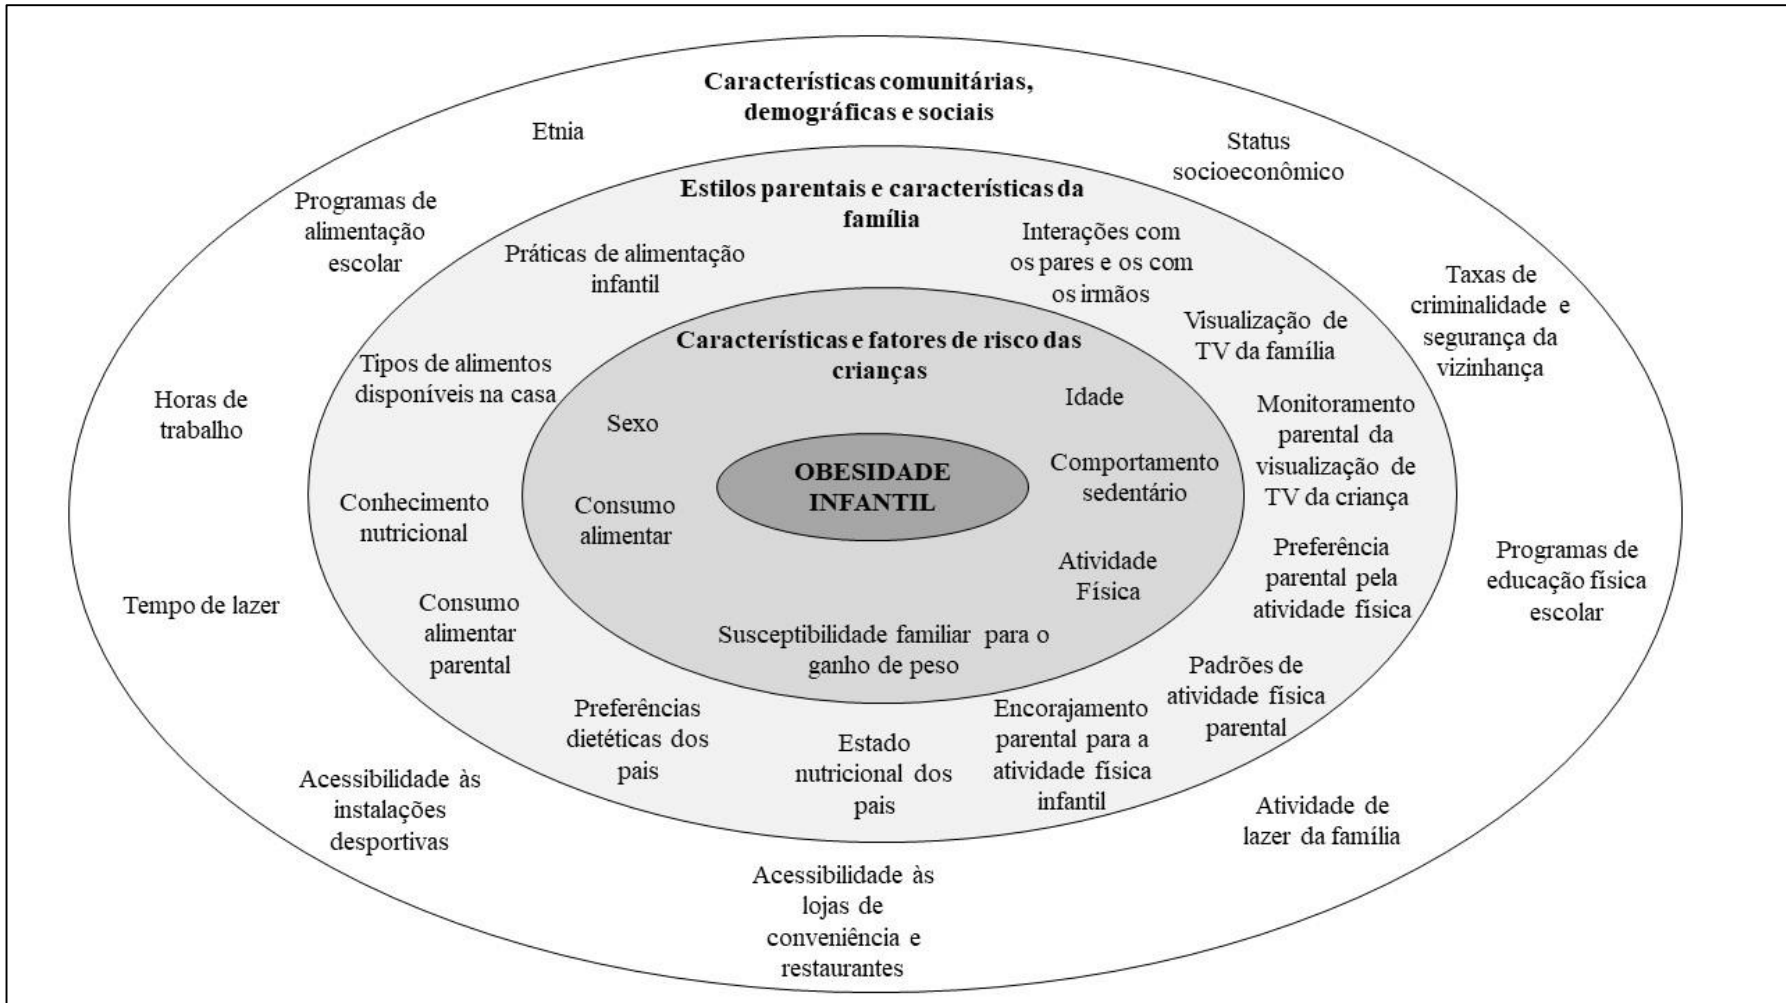 Características comunitárias,
demográficas e sociais
Etnia
Status
socioeconômico
Programas de
alimentação
escolar
Taxas de
criminalidade e
segurança da
vizinhança
Horas de
trabalho
Tempo de lazer
Programas de
educação física
escolar
Acessibilidade às
instalações
desportivas
Atividade de
lazer da família
Acessibilidade às
lojas de
conveniência e
restaurantes
Estilos parentais e características da
família
Práticas de alimentação
infantil
Interações com
os pares e os com
os irmãos
Visualização de
TV da família
Tipos de alimentos
disponíveis na casa
Monitoramento
parental da
visualização de
TV da criança
Conhecimento
nutricional
Preferência
parental pela
atividade física
Consumo
alimentar
parental
Padrões de
atividade física
parental
Preferências
dietéticas dos
pais
Estado
nutricional dos
pais
Encorajamento
parental para a
atividade física
infantil
Características e fatores de risco das
crianças
Sexo
Idade
Consumo
alimentar
Comportamento
sedentário
Atividade
Física
Susceptibilidade familiar para o
ganho de peso
OBESIDADE
INFANTIL